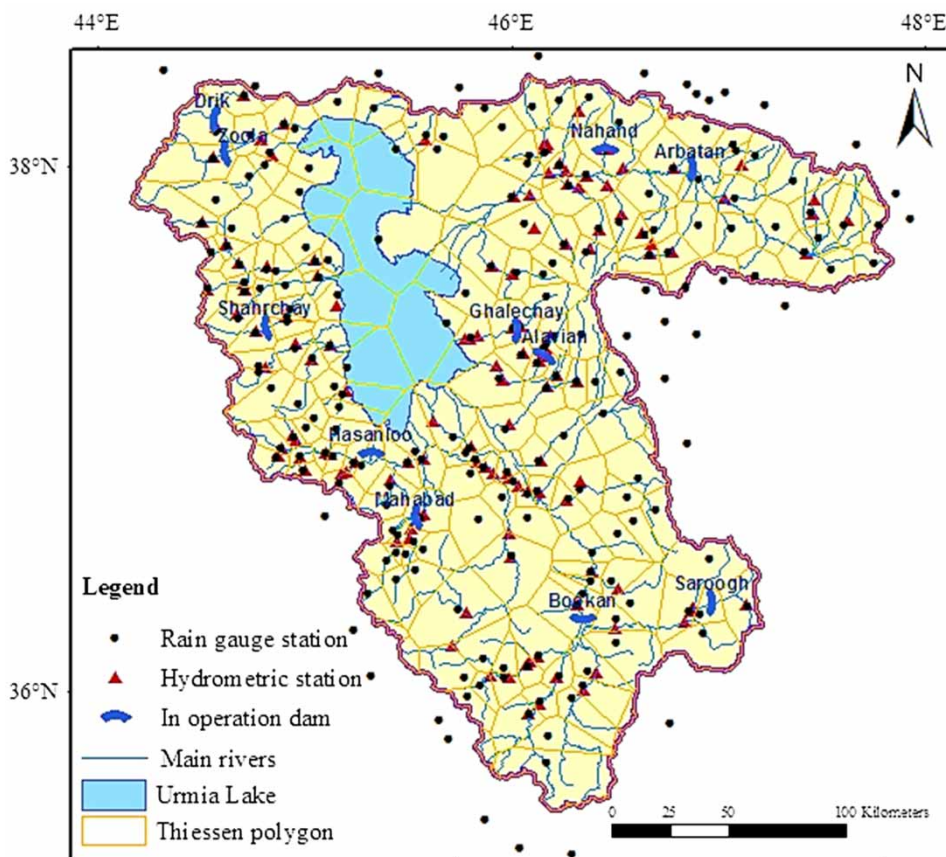 44°E 46°E 48°E
N
Drik
Zoola
Nahand
Arbatan
38°N
Shahrchay
Ghalechay
Alavian
Hasanloo
Mahabad
Saroogh
Bookan
Legend
Rain gauge station
Hydrometric station
36°N
In operation dam
Main rivers
Urmia Lake
Thiessen polygon
0 25 50 100 Kilometers